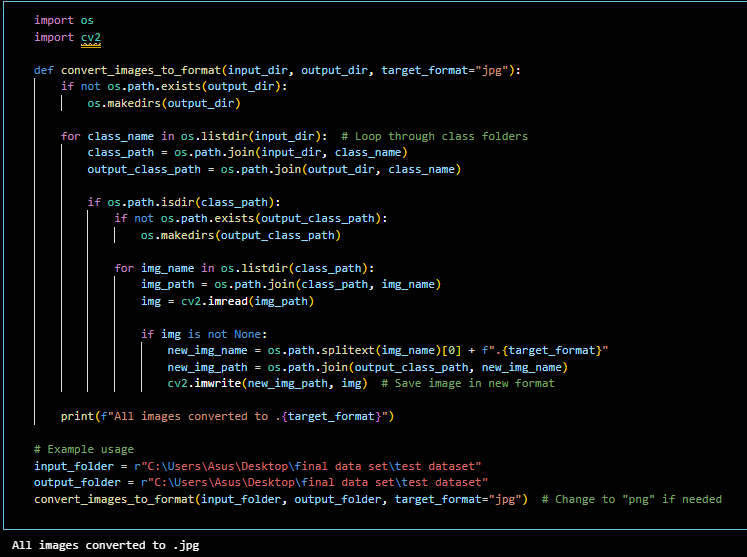 import os
import cv2
def convert_images_to_format(input_dir, output_dir, target_format="jpg"):
if not os.path.exists(output_dir):
os.makedirs(output_dir)
for class_name in os.listdir(input_dir):  # Loop through class folders
class_path = os.path.join(input_dir, class_name)
output_class_path = os.path.join(output_dir, class_name)
if os.path.isdir(class_path):
if not os.path.exists(output_class_path):
os.makedirs(output_class_path)
for img_name in os.listdir(class_path):
img_path = os.path.join(class_path, img_name)
img = cv2.imread(img_path)
if img is not None:
new_img_name = os.path.splitext(img_name)[0] + f".{target_format}"
new_img_path = os.path.join(output_class_path, new_img_name)
cv2.imwrite(new_img_path, img)  # Save image in new format
print(f"All images converted to .{target_format}")
# Example usage
input_folder = r"C:\Users\Asus\Desktop\final data set\test dataset"
output_folder = r"C:\Users\Asus\Desktop\final data set\test dataset"
convert_images_to_format(input_folder, output_folder, target_format="jpg")  # Change to "png" if needed
All images converted to .jpg